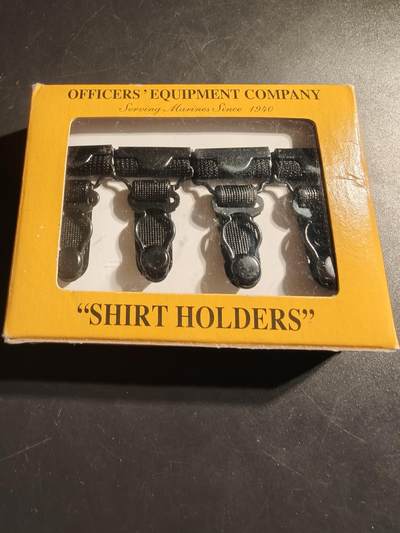 OFFICERS' EQUIPMENT COMPANY
Serving Marines Since 1940
"SHIRT HOLDERS"